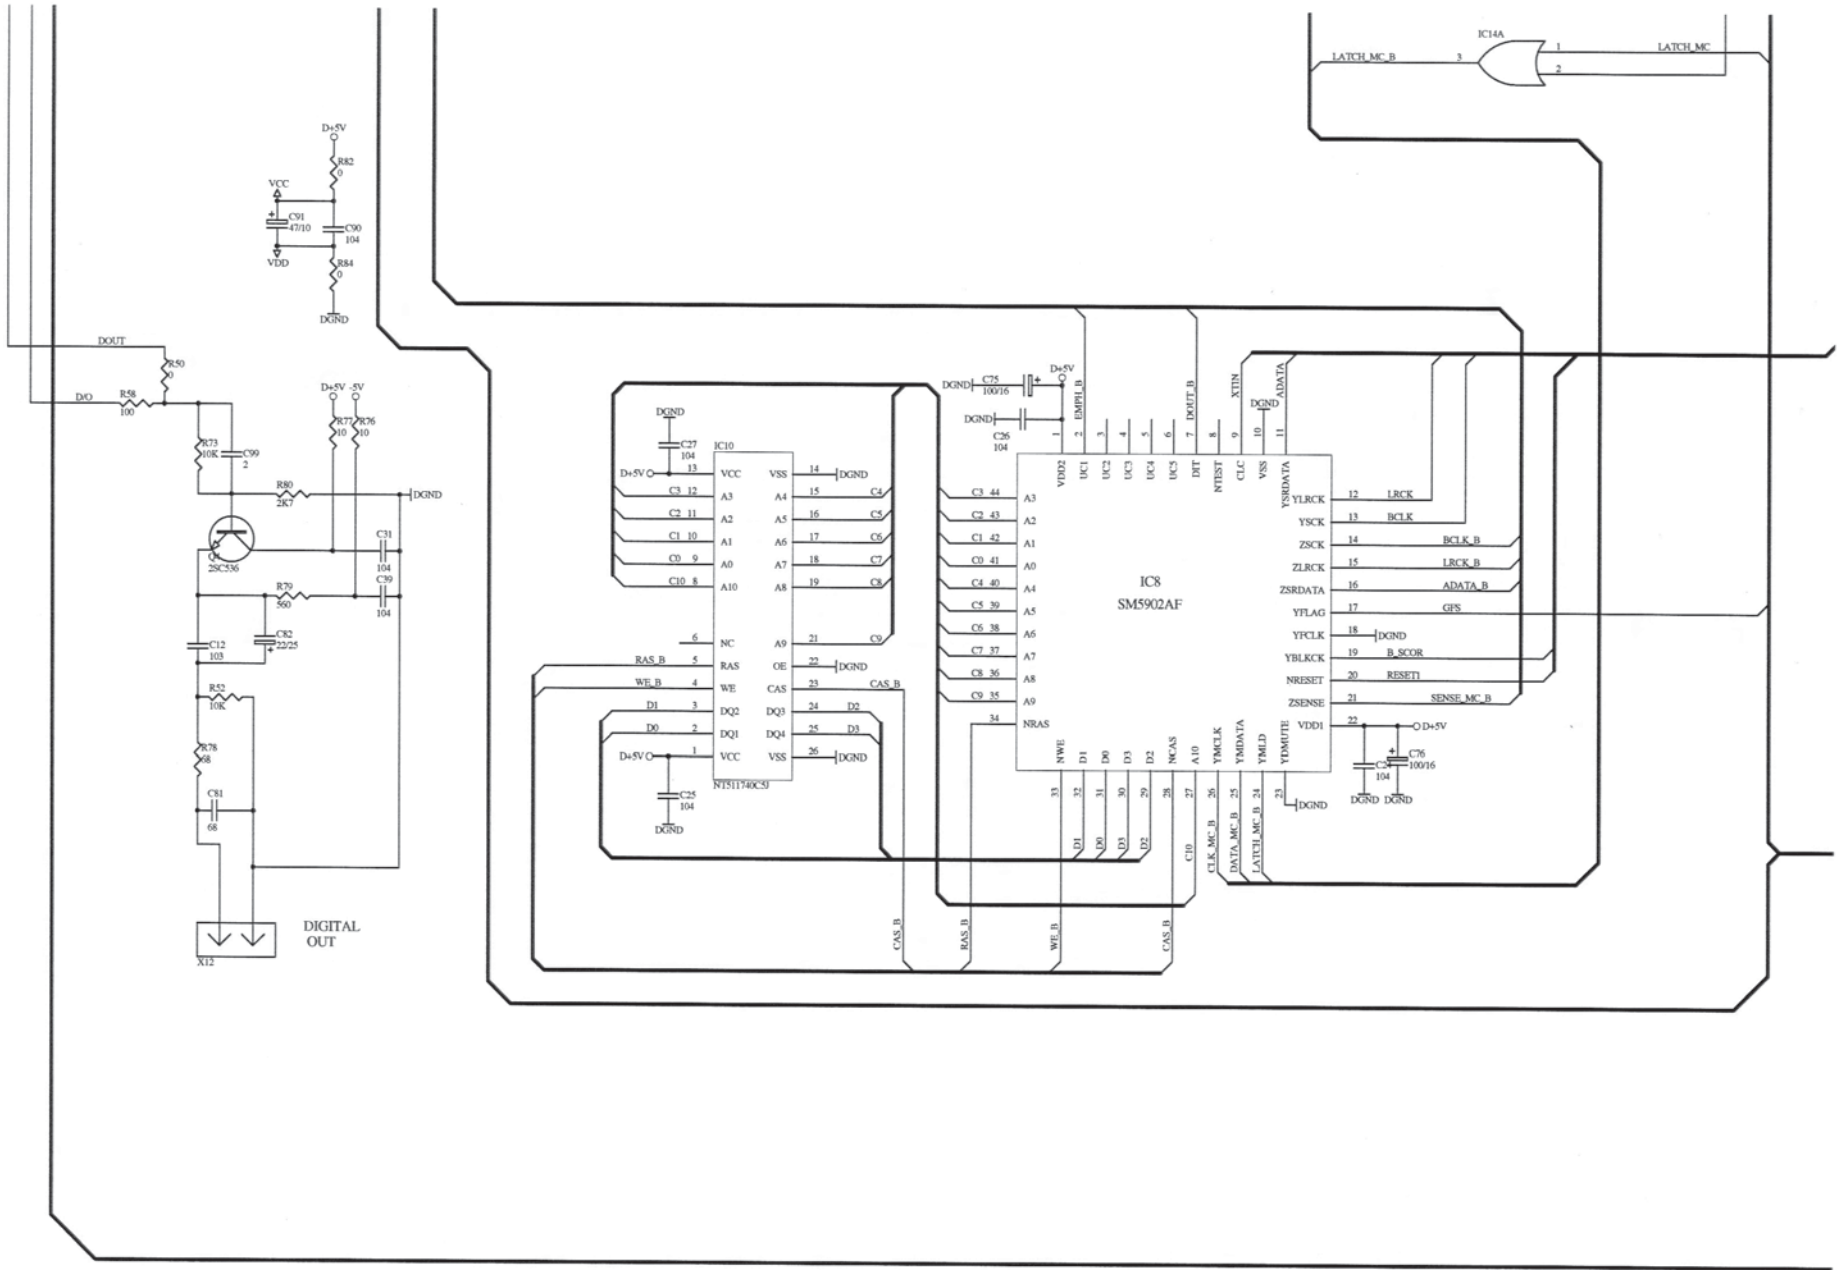 IC14A
LATCH_MC_B
3
1
LATCH_MC
2
D+5V
R82
0
VCC
C91
47/10
C90
104
VDD
R84
0
DGND
DOUT
R50
0
D/O
R58
100
D+5V -5V
R77
10
R76
10
R73
10K
C99
2
R80
2K7
DGND
2SC536
C31
104
R79
560
C39
104
C12
103
C82
22/25
R52
10K
R78
68
C81
68
X12
DIGITAL
OUT
DGND
C27
104
IC10
D+5V
13 VCC
C3 12 A3
C2 11 A2
C1 10 A1
C0 9 A0
C10 8 A10
6 NC
RAS_B 5 RAS
WE_B 4 WE
D1 3 DQ2
D0 2 DQ1
D+5V 1 VCC
VSS 14 DGND
A4 15 C4
A5 16 C5
A6 17 C6
A7 18 C7
A8 19 C8
A9 21 C9
OE 22 DGND
CAS 23 CAS_B
DQ3 24 D2
DQ4 25 D3
VSS 26 DGND
NT511740C5J
C25
104
DGND
D+5V
DGND
C75
100/16
DGND
C26
104
EMPH_B
DOUT_B
XTIN
DGND
ADATA
1 2 3 4 5 6 7 8 9 10 11
VDD2 UC1 UC2 UC3 UC4 UC5 DIT NTEST CLC VSS YSRDATA
C3 44 A3
C2 43 A2
C1 42 A1
C0 41 A0
C4 40 A4
C5 39 A5
C6 38 A6
C7 37 A7
C8 36 A8
C9 35 A9
34 NRAS
IC8
SM5902AF
YLRCK 12 LRCK
YSCK 13 BCLK
ZSCK 14 BCLK_B
ZLRCK 15 LRCK_B
ZSRDATA 16 ADATA_B
YFLAG 17 GFS
YFCLK 18 DGND
YBLKCK 19 B_SCOR
NRESET 20 RESET1
ZSENSE 21 SENSE_MC_B
VDD1 22 D+5V
C76
100/16
104
DGND DGND
NWE D1 D0 D3 D2 NCAS A10 YMCLK YMDATA YMLD YDMUTE
33 32 31 30 29 28 27 26 25 24 23
DGND
D1 D0 D3 D2 C10 CLK_MC_B DATA_MC_B LATCH_MC_B
CAS_B RAS_B WE_B CAS_B